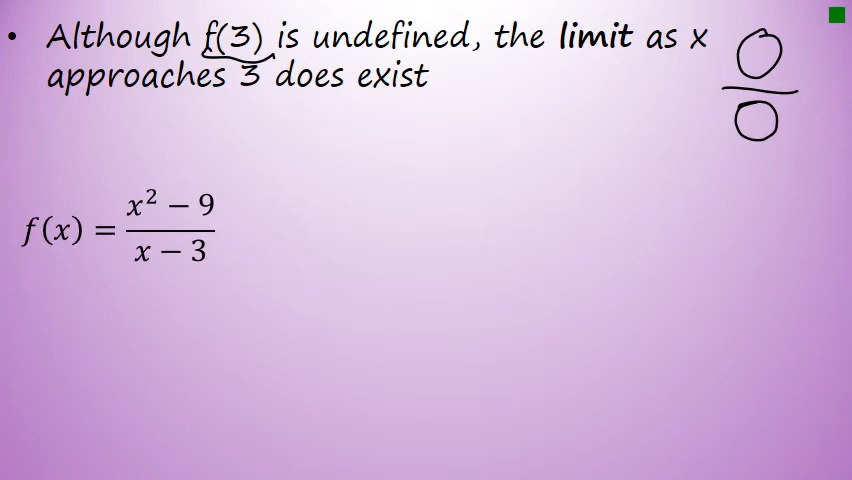 • Although f(3) is undefined, the limit as x
approaches 3 does exist
0
0
f(x) = x² − 9
x − 3